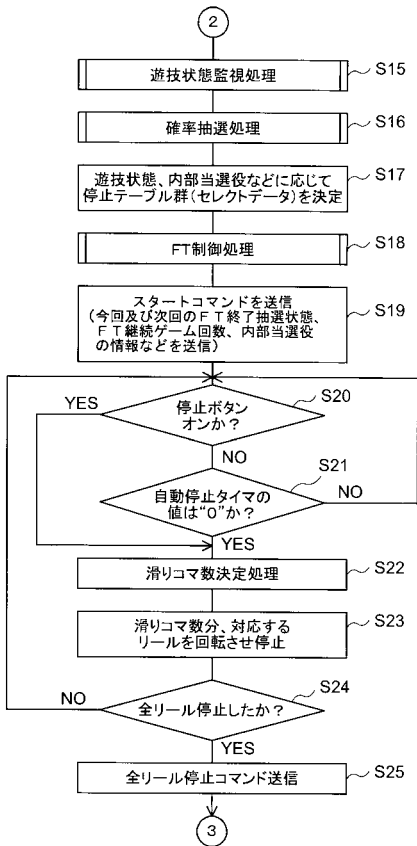 2
遊技状態監視処理
S15
確率抽選処理
S16
遊技状態、内部当選役などに応じて
停止テーブル群(セレクトデータ)を決定
S17
FT制御処理
S18
スタートコマンドを送信
(今回及び次回のFT終了抽選状態、
FT継続ゲーム回数、内部当選役
の情報などを送信)
S19
停止ボタン
オンか?
S20
YES
NO
自動停止タイマの
値は“0”か?
S21
NO
YES
滑りコマ数決定処理
S22
滑りコマ数分、対応する
リールを回転させ停止
S23
全リール停止したか?
S24
NO
YES
全リール停止コマンド送信
S25
3